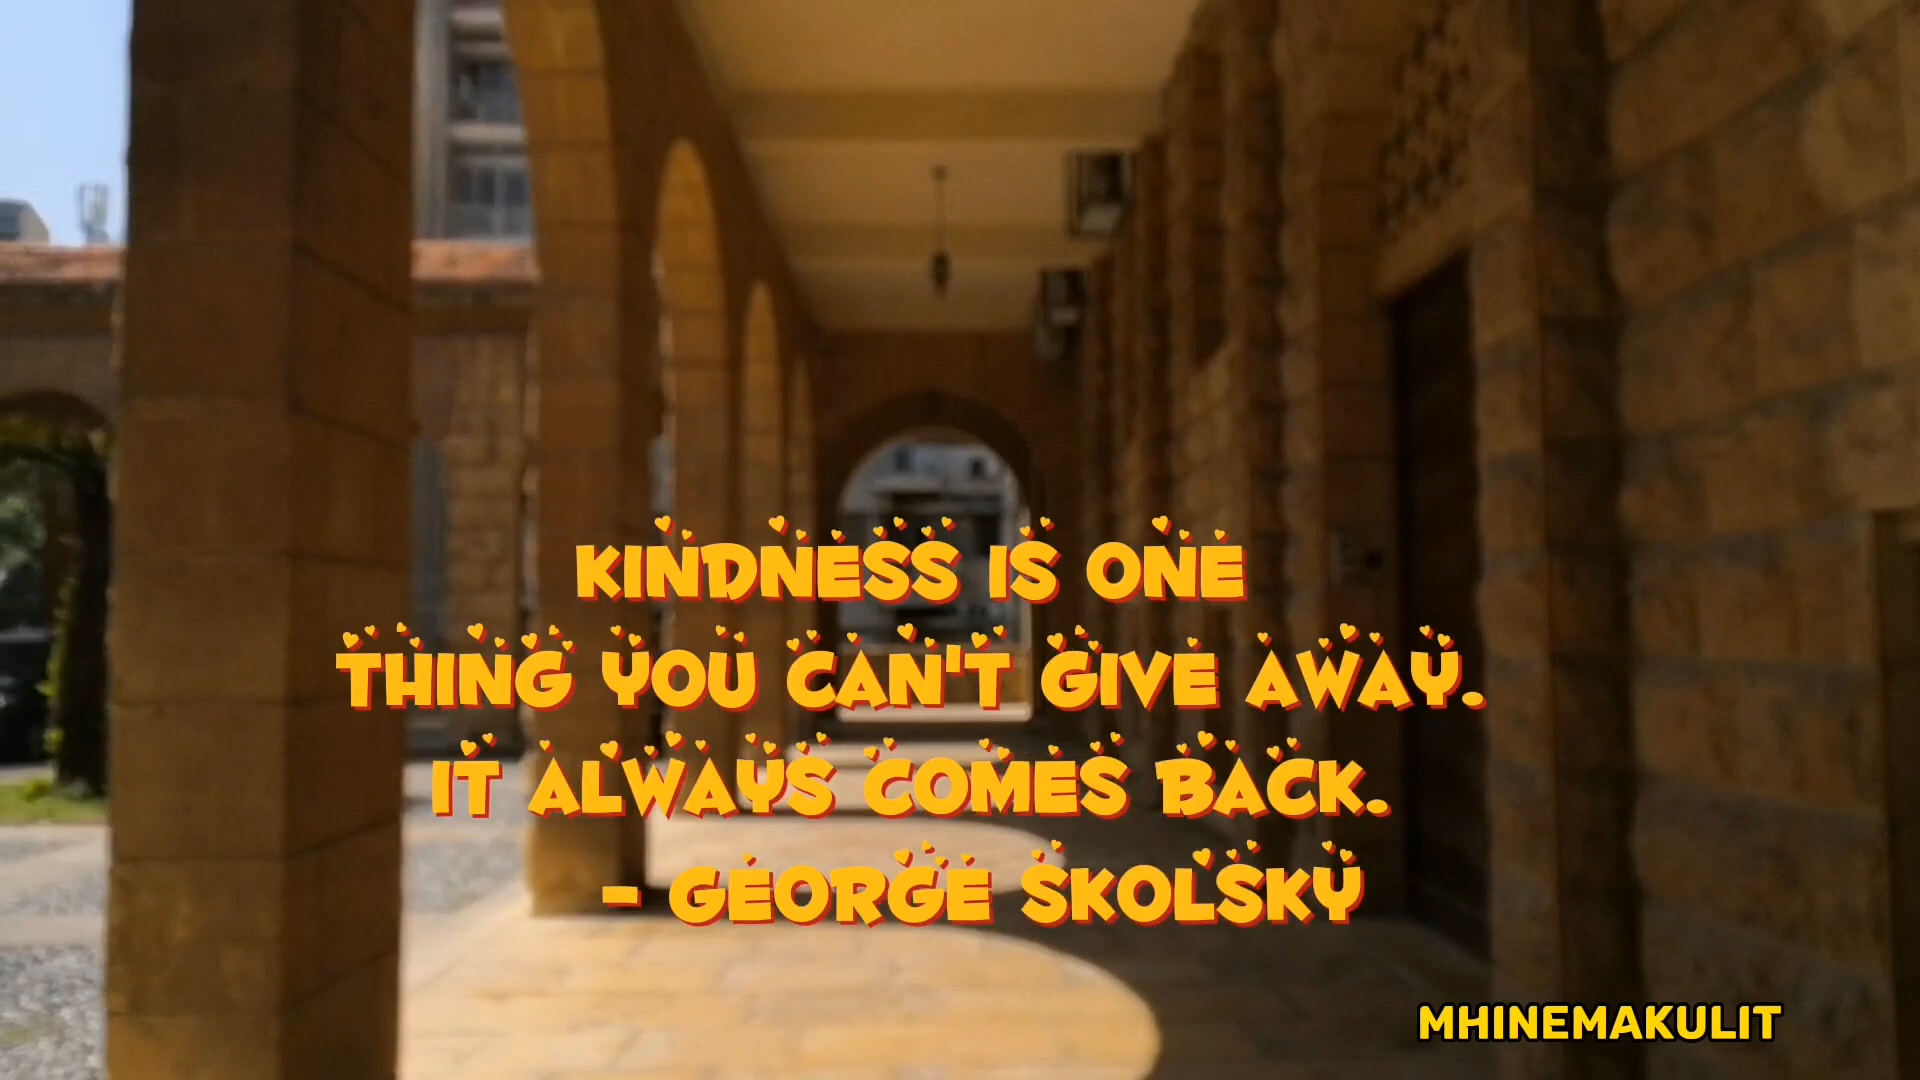 KINDNESS IS ONE
THING YOU CAN'T GIVE AWAY.
IT ALWAYS COMES BACK.
- GEORGE SKOLSKY
MHINEMAKULIT